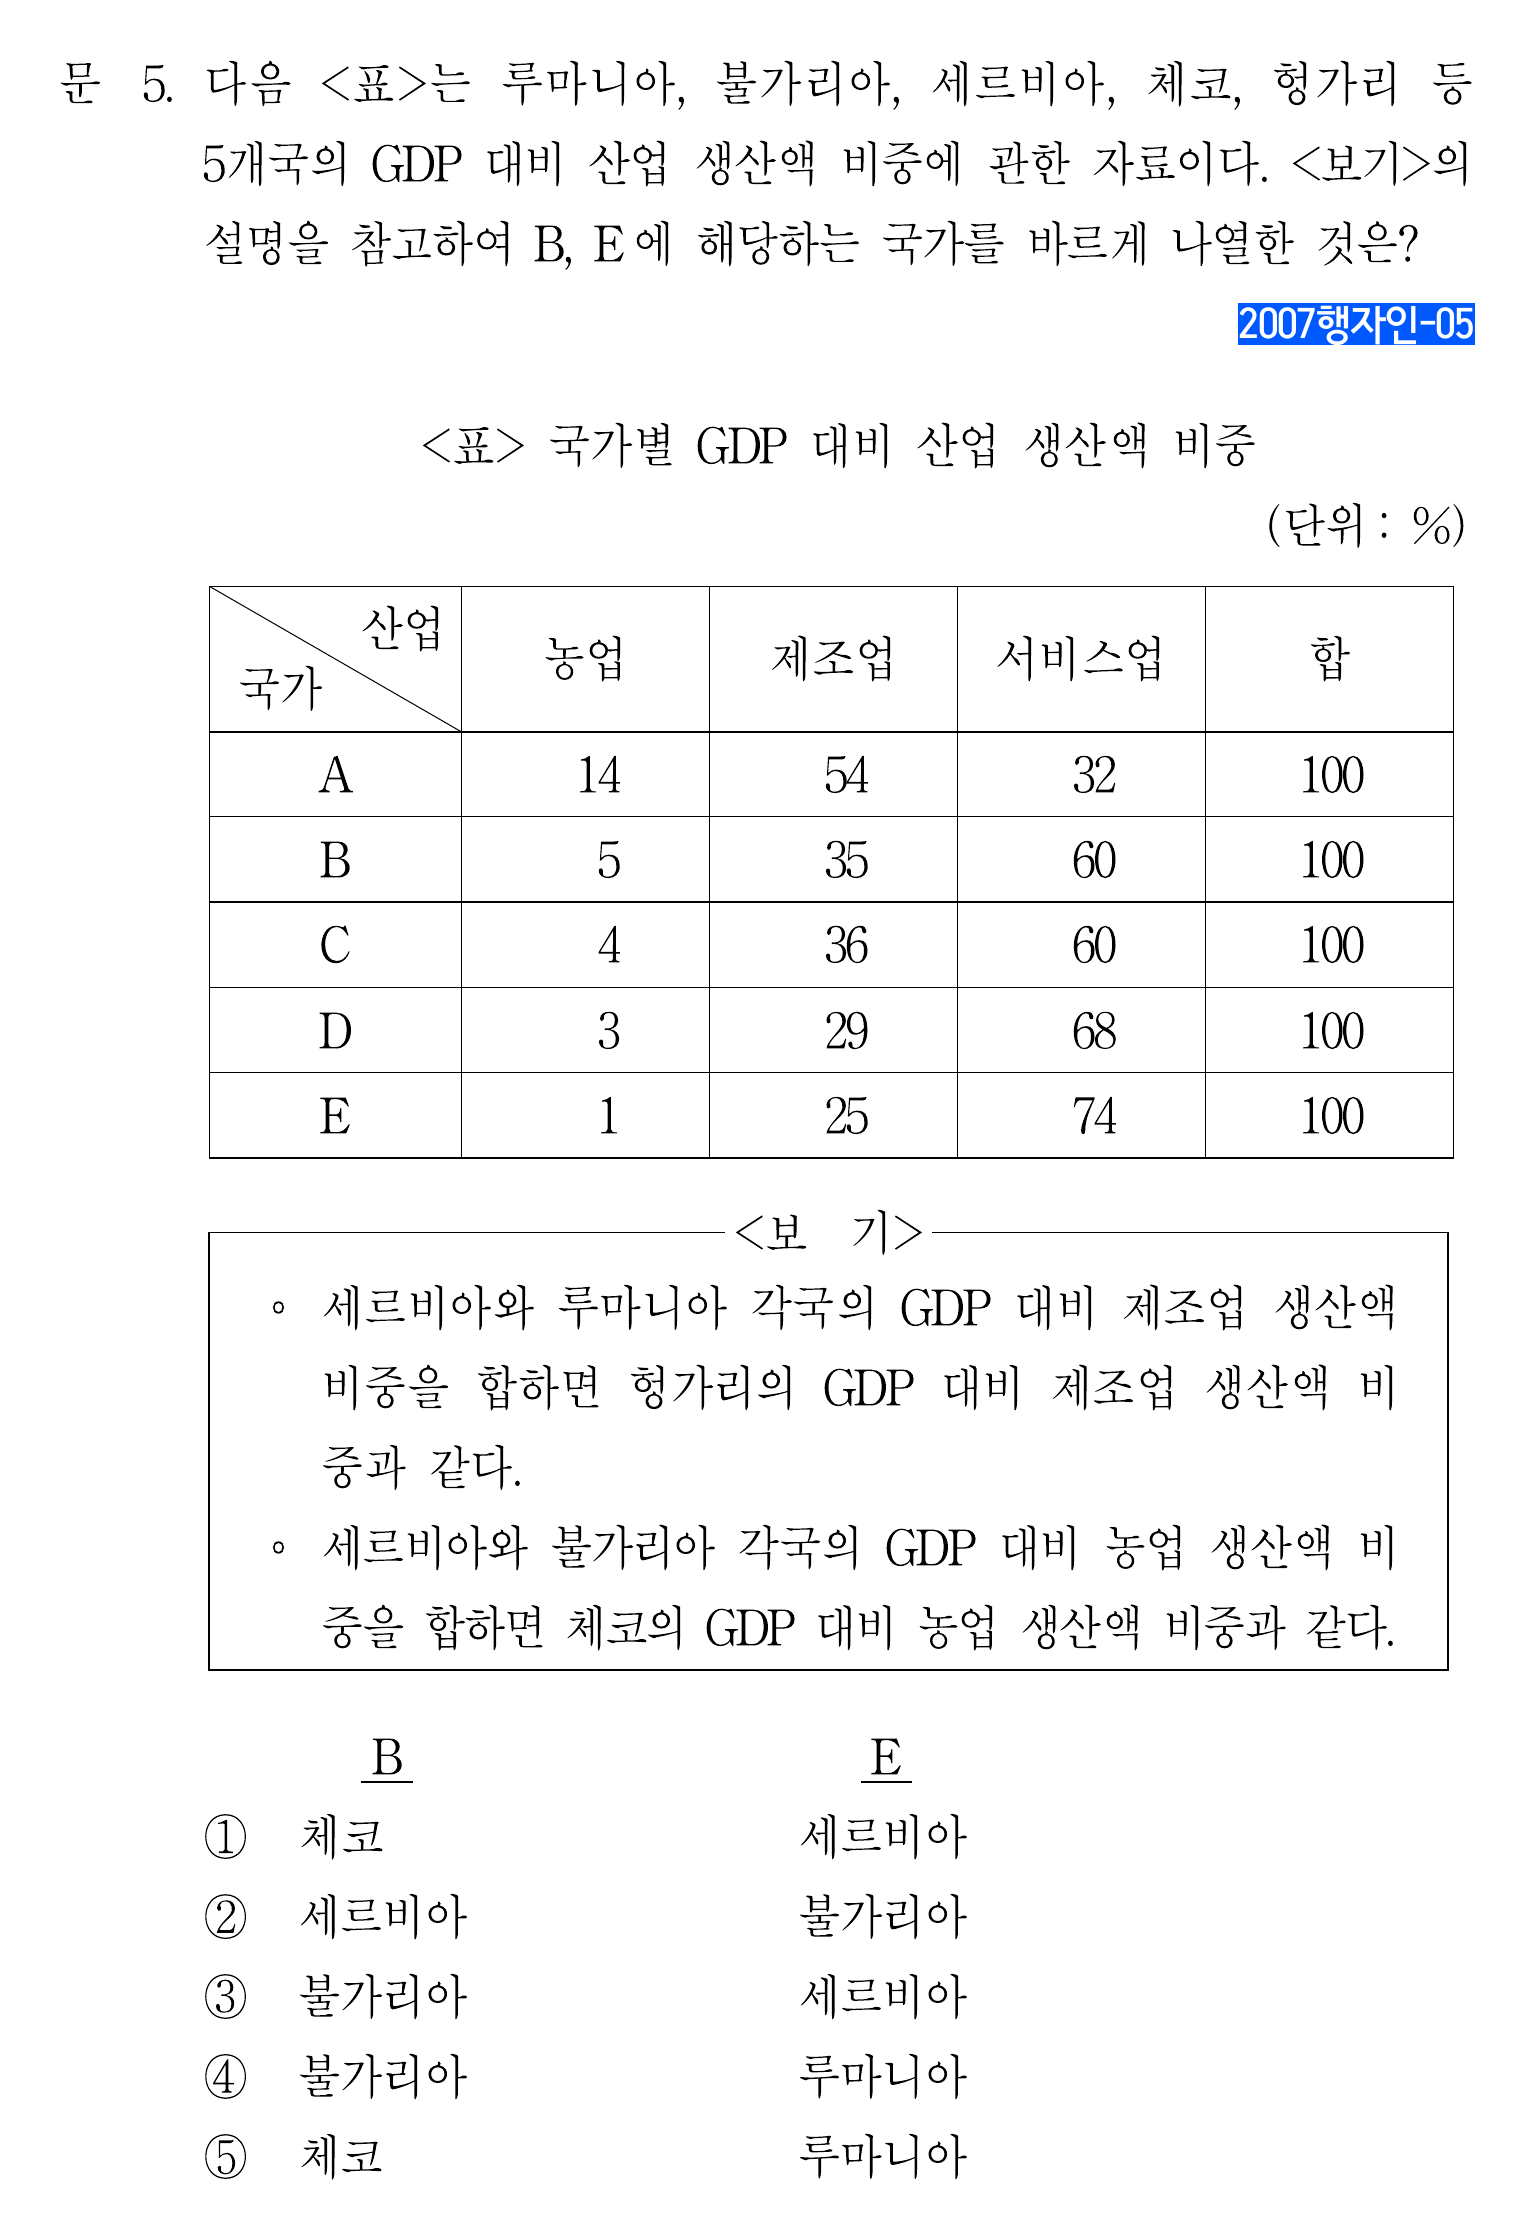 문 5. 다음 <표>는 루마니아, 불가리아, 세르비아, 체코, 헝가리 등
5개국의 GDP 대비 산업 생산액 비중에 관한 자료이다. <보기>의
설명을 참고하여 B, E에 해당하는 국가를 바르게 나열한 것은?
2007행자인-05
<표> 국가별 GDP 대비 산업 생산액 비중
(단위 : %)
산업
국가 농업 제조업 서비스업 합
A 14 54 32 100
B 5 35 60 100
C 4 36 60 100
D 3 29 68 100
E 1 25 74 100
<보 기>
◦ 세르비아와 루마니아 각국의 GDP 대비 제조업 생산액
비중을 합하면 헝가리의 GDP 대비 제조업 생산액 비
중과 같다.
◦ 세르비아와 불가리아 각국의 GDP 대비 농업 생산액 비
중을 합하면 체코의 GDP 대비 농업 생산액 비중과 같다.
B E
① 체코 세르비아
② 세르비아 불가리아
③ 불가리아 세르비아
④ 불가리아 루마니아
⑤ 체코 루마니아